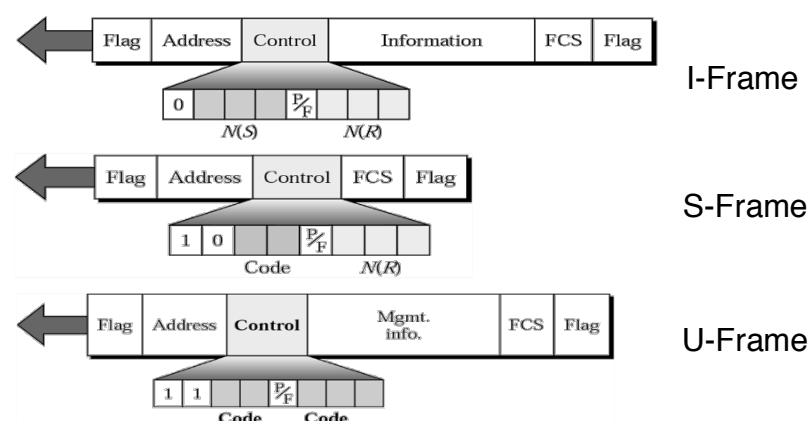 Flag Address Control Information FCS Flag
I-Frame
0 P/F
N(S) N(R)
Flag Address Control FCS Flag
S-Frame
1 0 P/F
Code N(R)
Flag Address Control Mgmt. info. FCS Flag
U-Frame
1 1 P/F
Code Code